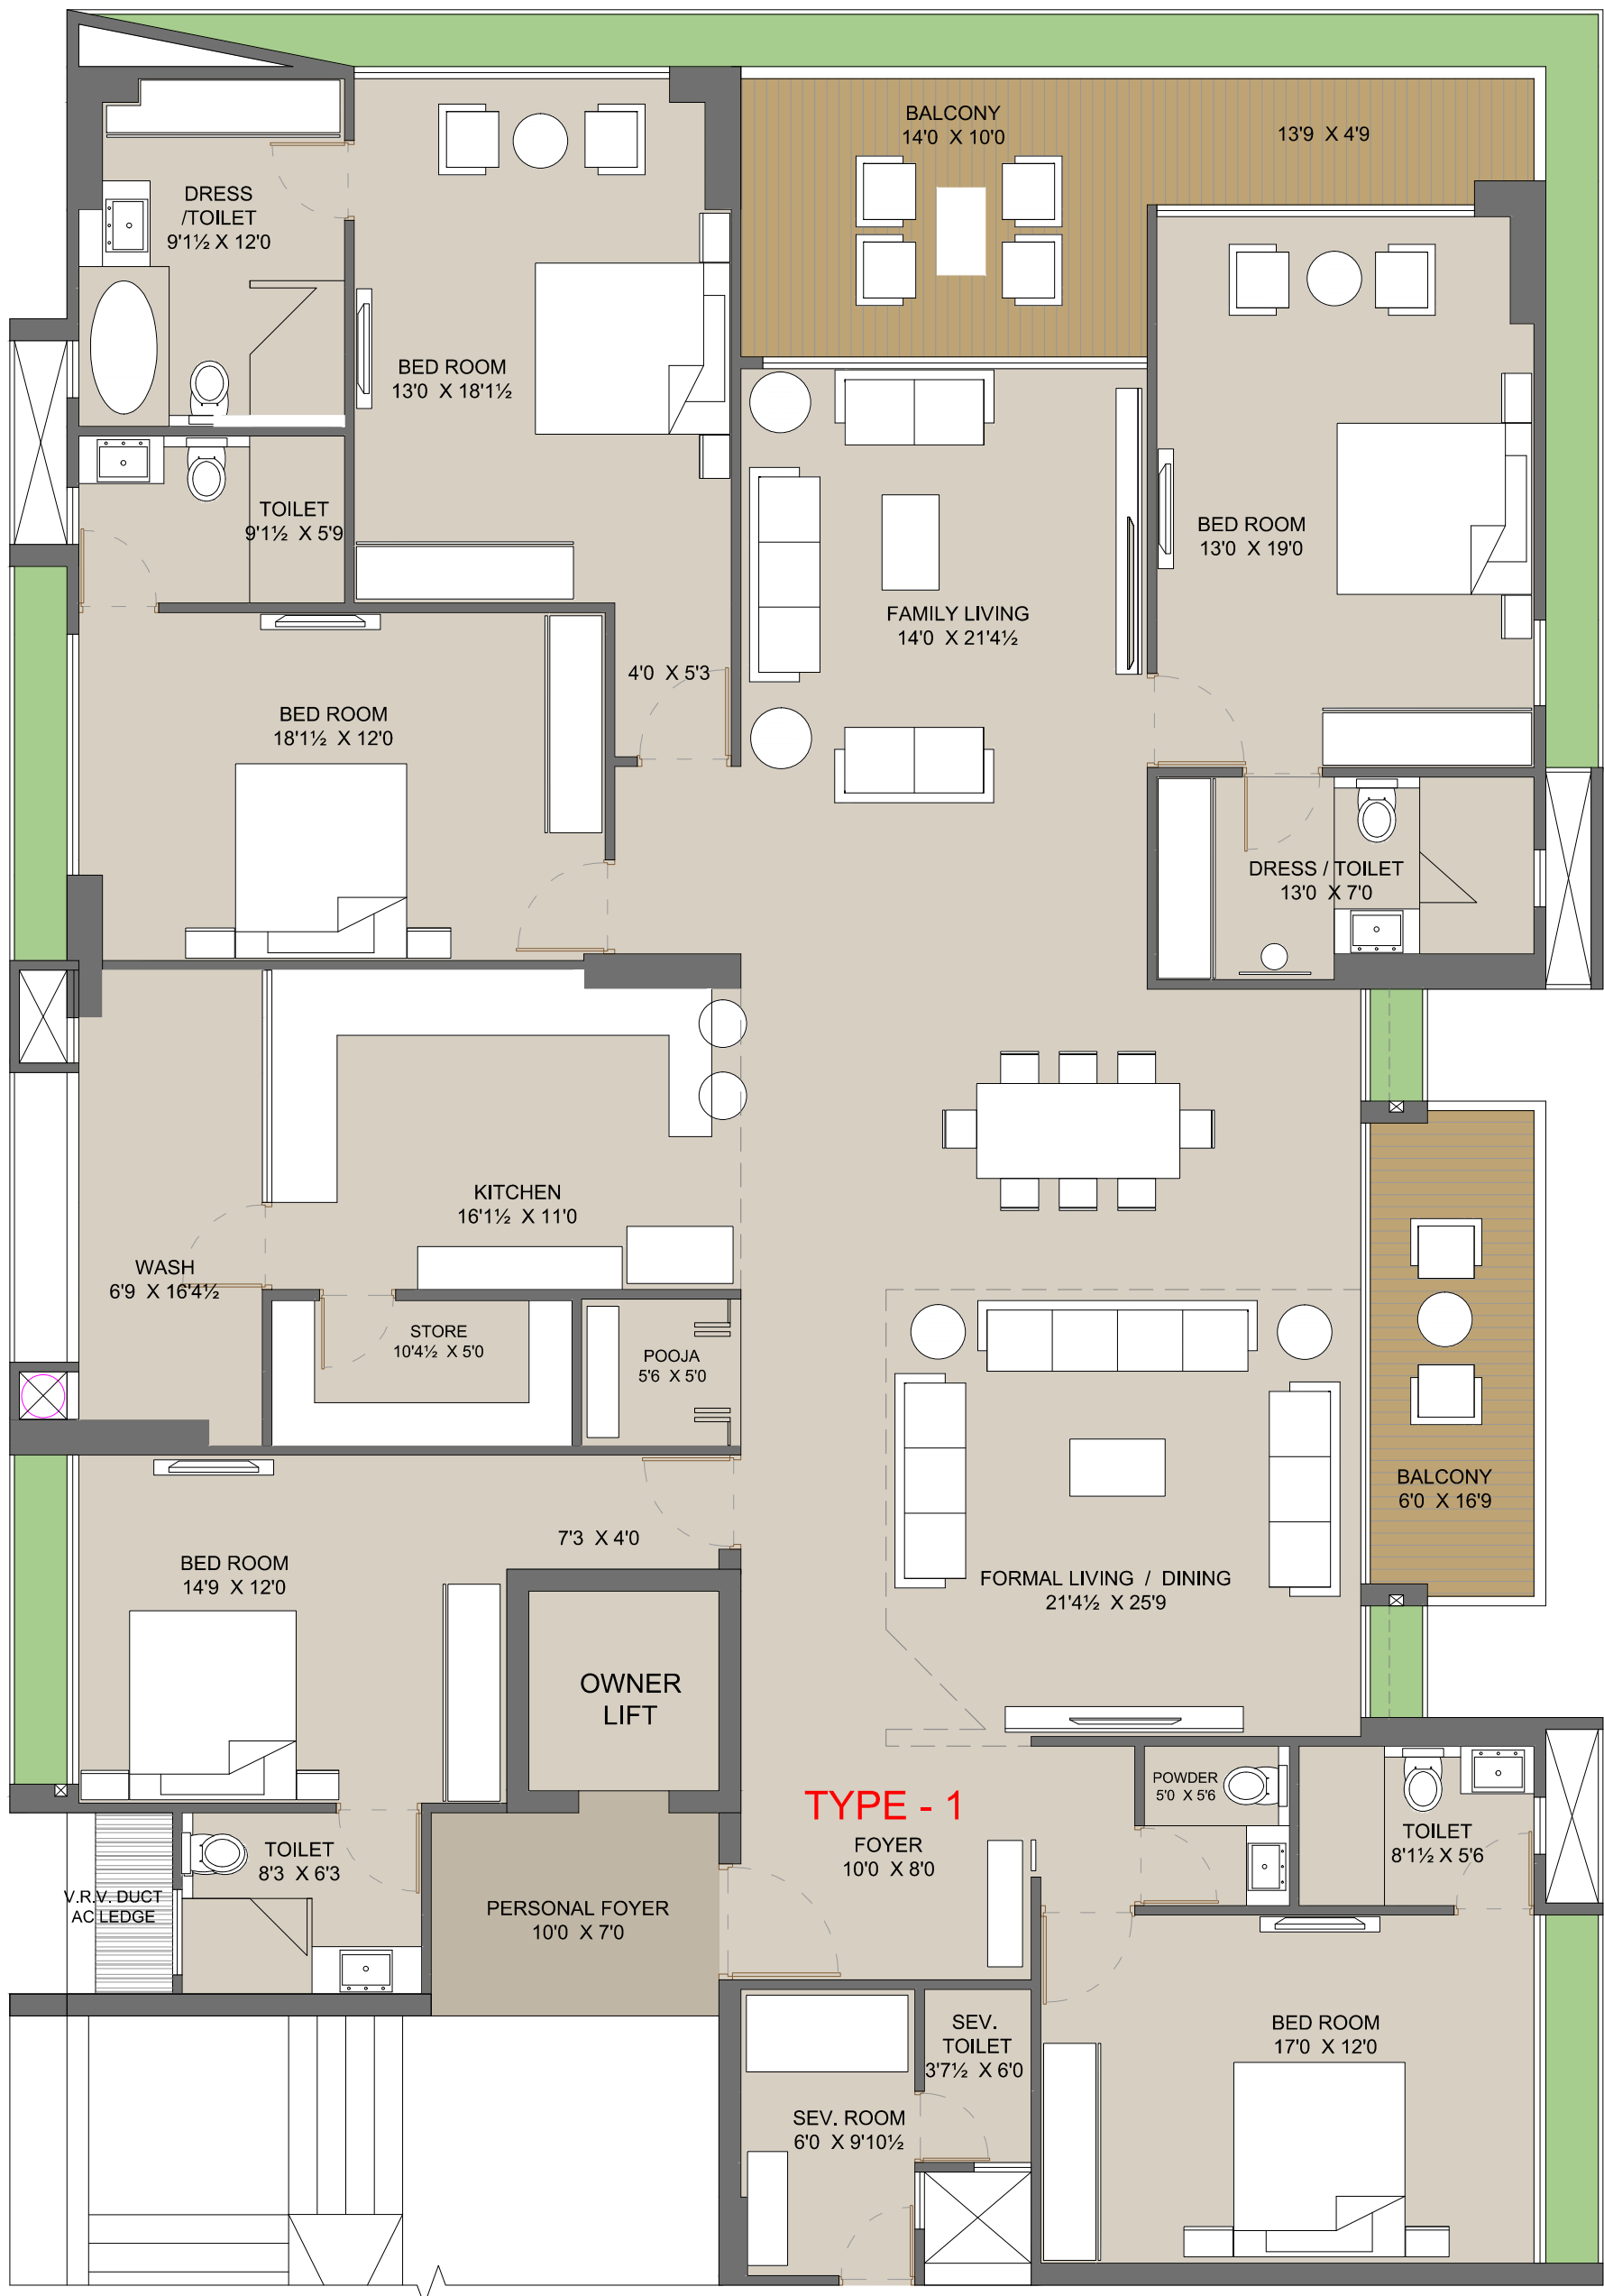 BALCONY
14'0 X 10'0
13'9 X 4'9
DRESS
/TOILET
9'1½ X 12'0
BED ROOM
13'0 X 18'1½
TOILET
9'1½ X 5'9
BED ROOM
13'0 X 19'0
FAMILY LIVING
14'0 X 21'4½
4'0 X 5'3
BED ROOM
18'1½ X 12'0
DRESS / TOILET
13'0 X 7'0
KITCHEN
16'1½ X 11'0
WASH
6'9 X 16'4½
STORE
10'4½ X 5'0
POOJA
5'6 X 5'0
BALCONY
6'0 X 16'9
7'3 X 4'0
BED ROOM
14'9 X 12'0
FORMAL LIVING / DINING
21'4½ X 25'9
OWNER
LIFT
TYPE - 1
FOYER
10'0 X 8'0
POWDER
5'0 X 5'6
TOILET
8'1½ X 5'6
TOILET
8'3 X 6'3
V.R.V. DUCT
AC LEDGE
PERSONAL FOYER
10'0 X 7'0
SEV.
TOILET
3'7½ X 6'0
BED ROOM
17'0 X 12'0
SEV. ROOM
6'0 X 9'10½